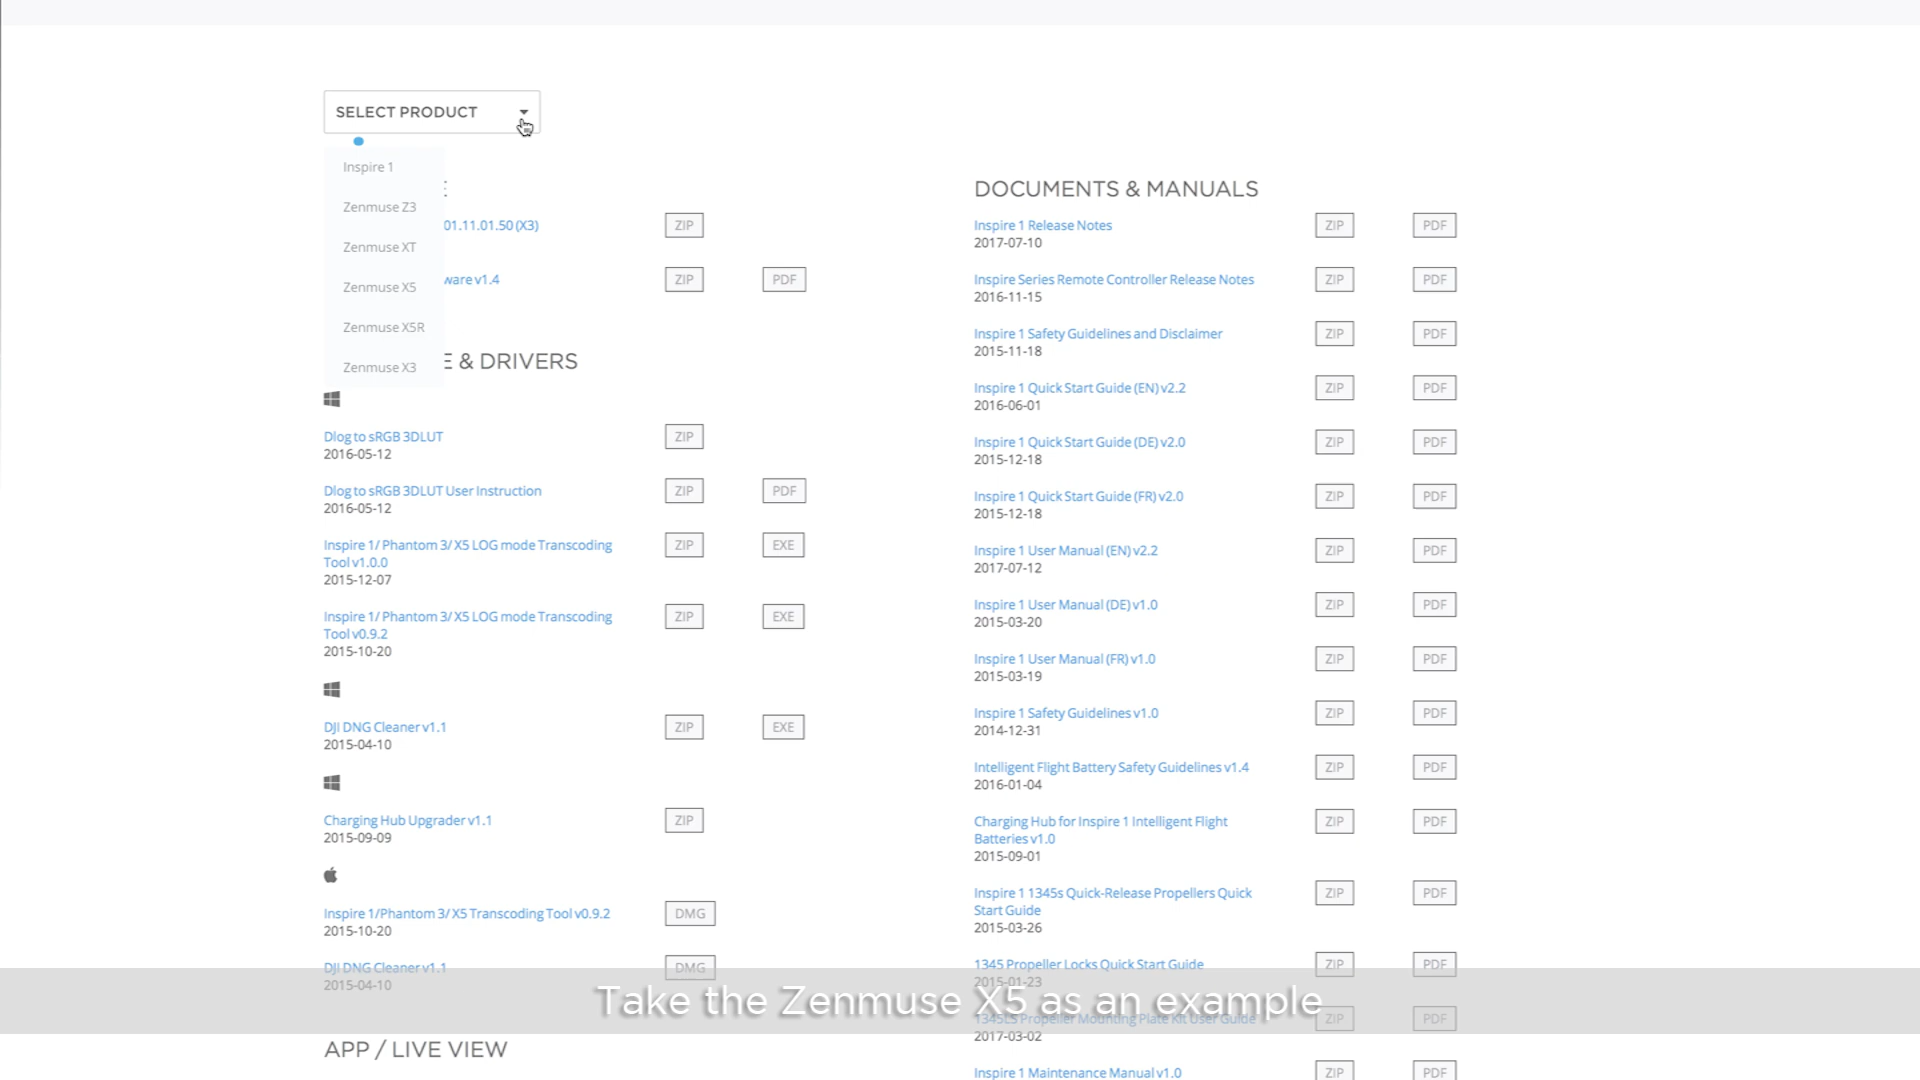 SELECT PRODUCT
Inspire 1
Zenmuse Z3
Zenmuse XT
Zenmuse X5
Zenmuse X5R
Zenmuse X3
01.11.01.50 (X3)
ZIP
ware v1.4
ZIP
PDF
E & DRIVERS
Dlog to sRGB 3DLUT
ZIP
2016-05-12
Dlog to sRGB 3DLUT User Instruction
ZIP
PDF
2016-05-12
Inspire 1/ Phantom 3/ X5 LOG mode Transcoding
Tool v1.0.0
ZIP
EXE
2015-12-07
Inspire 1/ Phantom 3/ X5 LOG mode Transcoding
Tool v0.9.2
ZIP
EXE
2015-10-20
DJI DNG Cleaner v1.1
ZIP
EXE
2015-04-10
Charging Hub Upgrader v1.1
ZIP
2015-09-09
Inspire 1/Phantom 3/ X5 Transcoding Tool v0.9.2
DMG
2015-10-20
DJI DNG Cleaner v1.1
DMG
2015-04-10
APP / LIVE VIEW
DOCUMENTS & MANUALS
Inspire 1 Release Notes
ZIP
PDF
2017-07-10
Inspire Series Remote Controller Release Notes
ZIP
PDF
2016-11-15
Inspire 1 Safety Guidelines and Disclaimer
ZIP
PDF
2015-11-18
Inspire 1 Quick Start Guide (EN) v2.2
ZIP
PDF
2016-06-01
Inspire 1 Quick Start Guide (DE) v2.0
ZIP
PDF
2015-12-18
Inspire 1 Quick Start Guide (FR) v2.0
ZIP
PDF
2015-12-18
Inspire 1 User Manual (EN) v2.2
ZIP
PDF
2017-07-12
Inspire 1 User Manual (DE) v1.0
ZIP
PDF
2015-03-20
Inspire 1 User Manual (FR) v1.0
ZIP
PDF
2015-03-19
Inspire 1 Safety Guidelines v1.0
ZIP
PDF
2014-12-31
Intelligent Flight Battery Safety Guidelines v1.4
ZIP
PDF
2016-01-04
Charging Hub for Inspire 1 Intelligent Flight
Batteries v1.0
ZIP
PDF
2015-09-01
Inspire 1 1345s Quick-Release Propellers Quick
Start Guide
ZIP
PDF
2015-03-26
1345 Propeller Locks Quick Start Guide
ZIP
PDF
2015-01-23
Propeller Mounting Plate Kit User Guide
ZIP
PDF
2017-03-02
Inspire 1 Maintenance Manual v1.0
ZIP
PDF
Take the Zenmuse X5 as an example